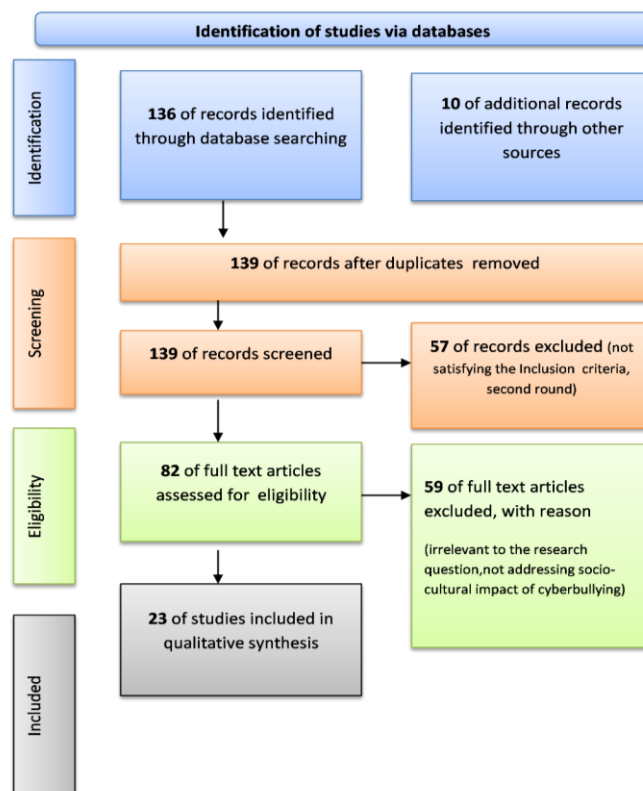 Identification of studies via databases
Identification
136 of records identified
through database searching
10 of additional records
identified through other
sources
Screening
139 of records after duplicates removed
139 of records screened
57 of records excluded (not
satisfying the Inclusion criteria,
second round)
Eligibility
82 of full text articles
assessed for eligibility
59 of full text articles
excluded, with reason
(irrelevant to the research
question,not addressing socio-
cultural impact of cyberbullying)
Included
23 of studies included in
qualitative synthesis